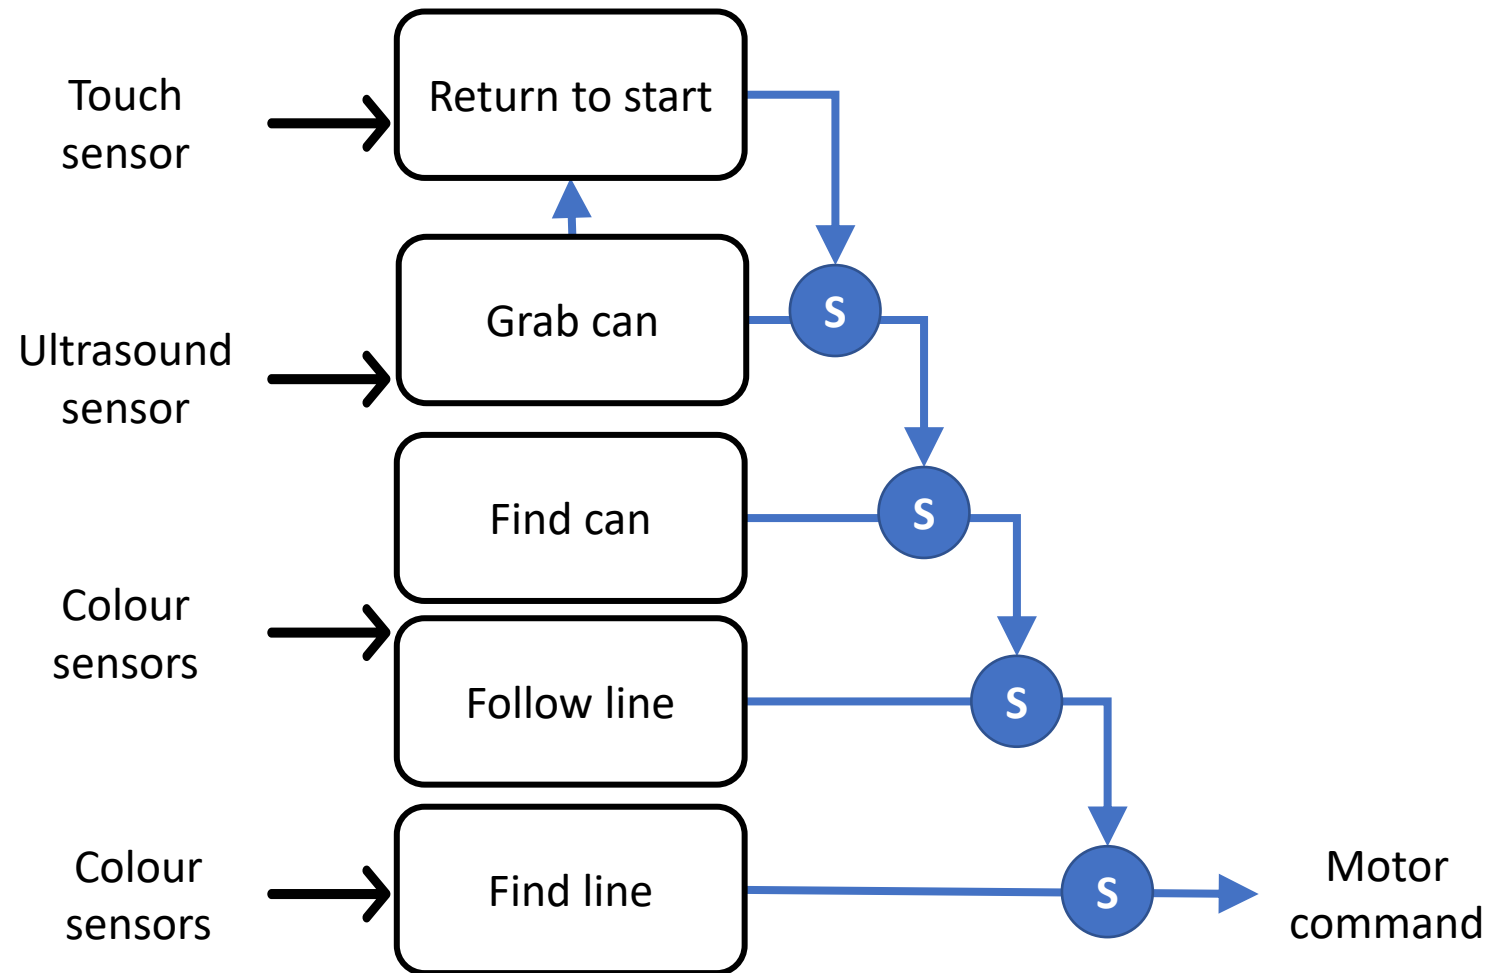 Touch
sensor
Return to start
Grab can
S
Ultrasound
sensor
Find can
S
Colour
sensors
Follow line
S
Colour
sensors
Find line
S
Motor
command